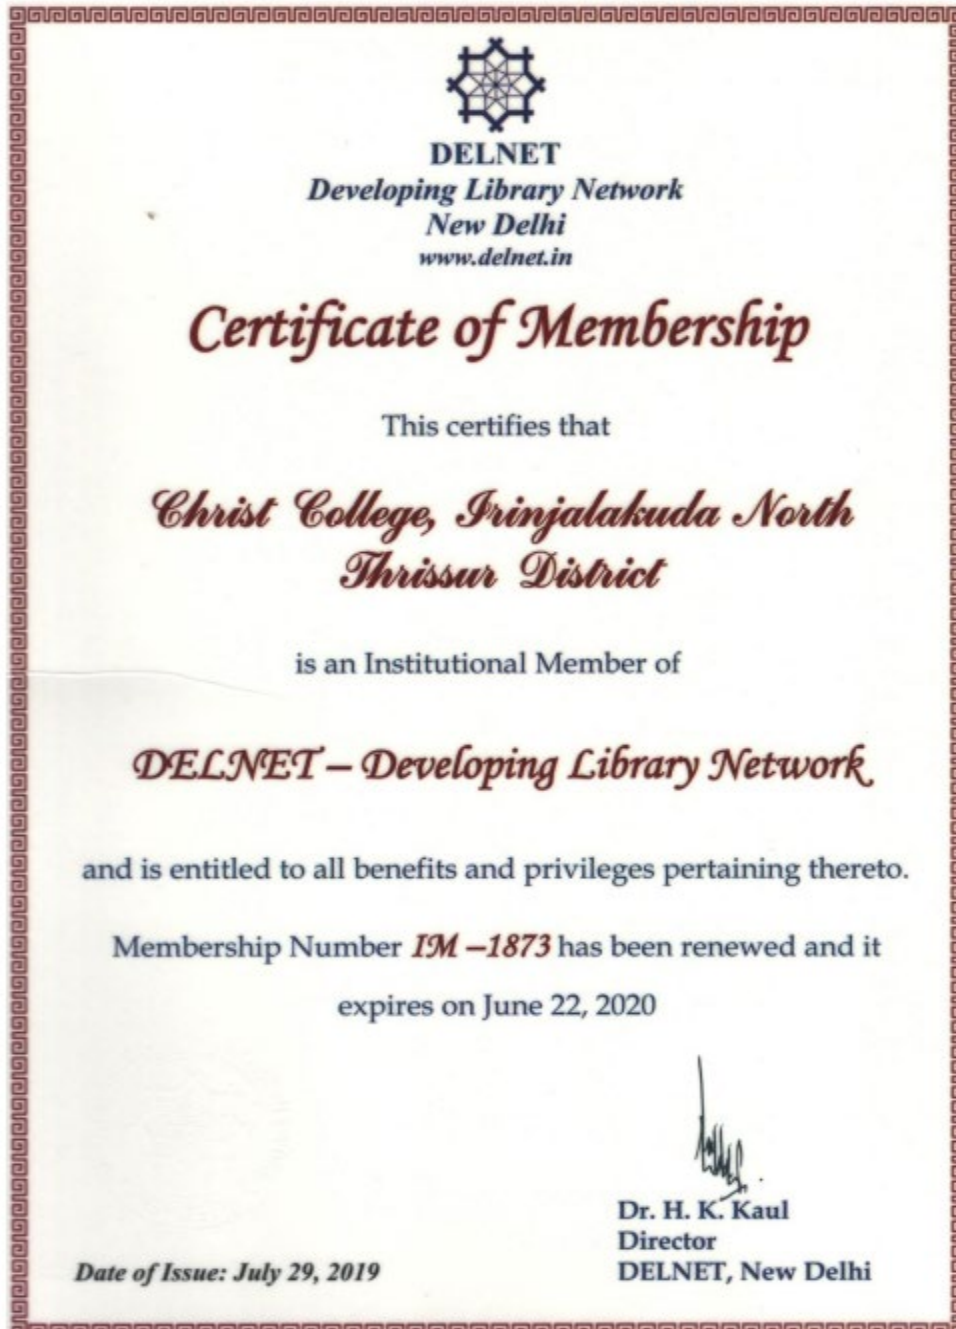 DELNET
Developing Library Network
New Delhi
www.delnet.in
Certificate of Membership
This certifies that
Christ College, Irinjalakuda North
Thrissur District
is an Institutional Member of
DELNET – Developing Library Network
and is entitled to all benefits and privileges pertaining thereto.
Membership Number IM –1873 has been renewed and it
expires on June 22, 2020
Dr. H. K. Kaul
Director
Date of Issue: July 29, 2019
DELNET, New Delhi